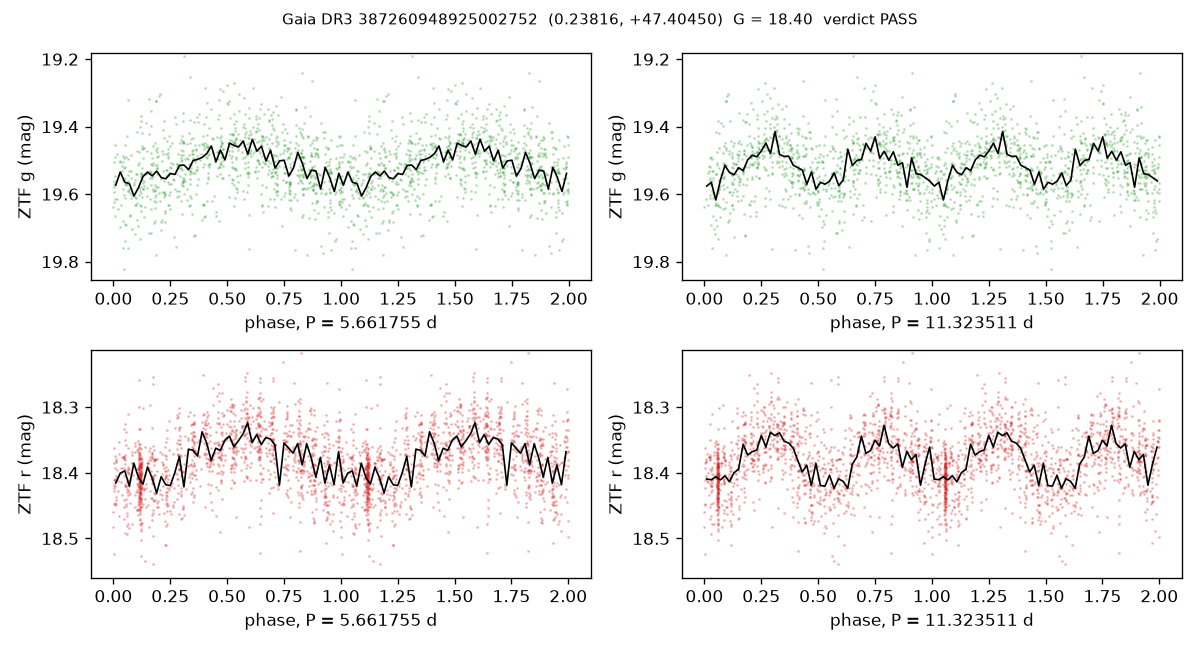 Gaia DR3 387260948925002752 (0.23816, +47.40450) G = 18.40 verdict PASS
ZTF g (mag)
19.2
19.4
19.6
19.8
0.00 0.25 0.50 0.75 1.00 1.25 1.50 1.75 2.00
phase, P = 5.661755 d
ZTF g (mag)
19.2
19.4
19.6
19.8
0.00 0.25 0.50 0.75 1.00 1.25 1.50 1.75 2.00
phase, P = 11.323511 d
ZTF r (mag)
18.3
18.4
18.5
0.00 0.25 0.50 0.75 1.00 1.25 1.50 1.75 2.00
phase, P = 5.661755 d
ZTF r (mag)
18.3
18.4
18.5
0.00 0.25 0.50 0.75 1.00 1.25 1.50 1.75 2.00
phase, P = 11.323511 d